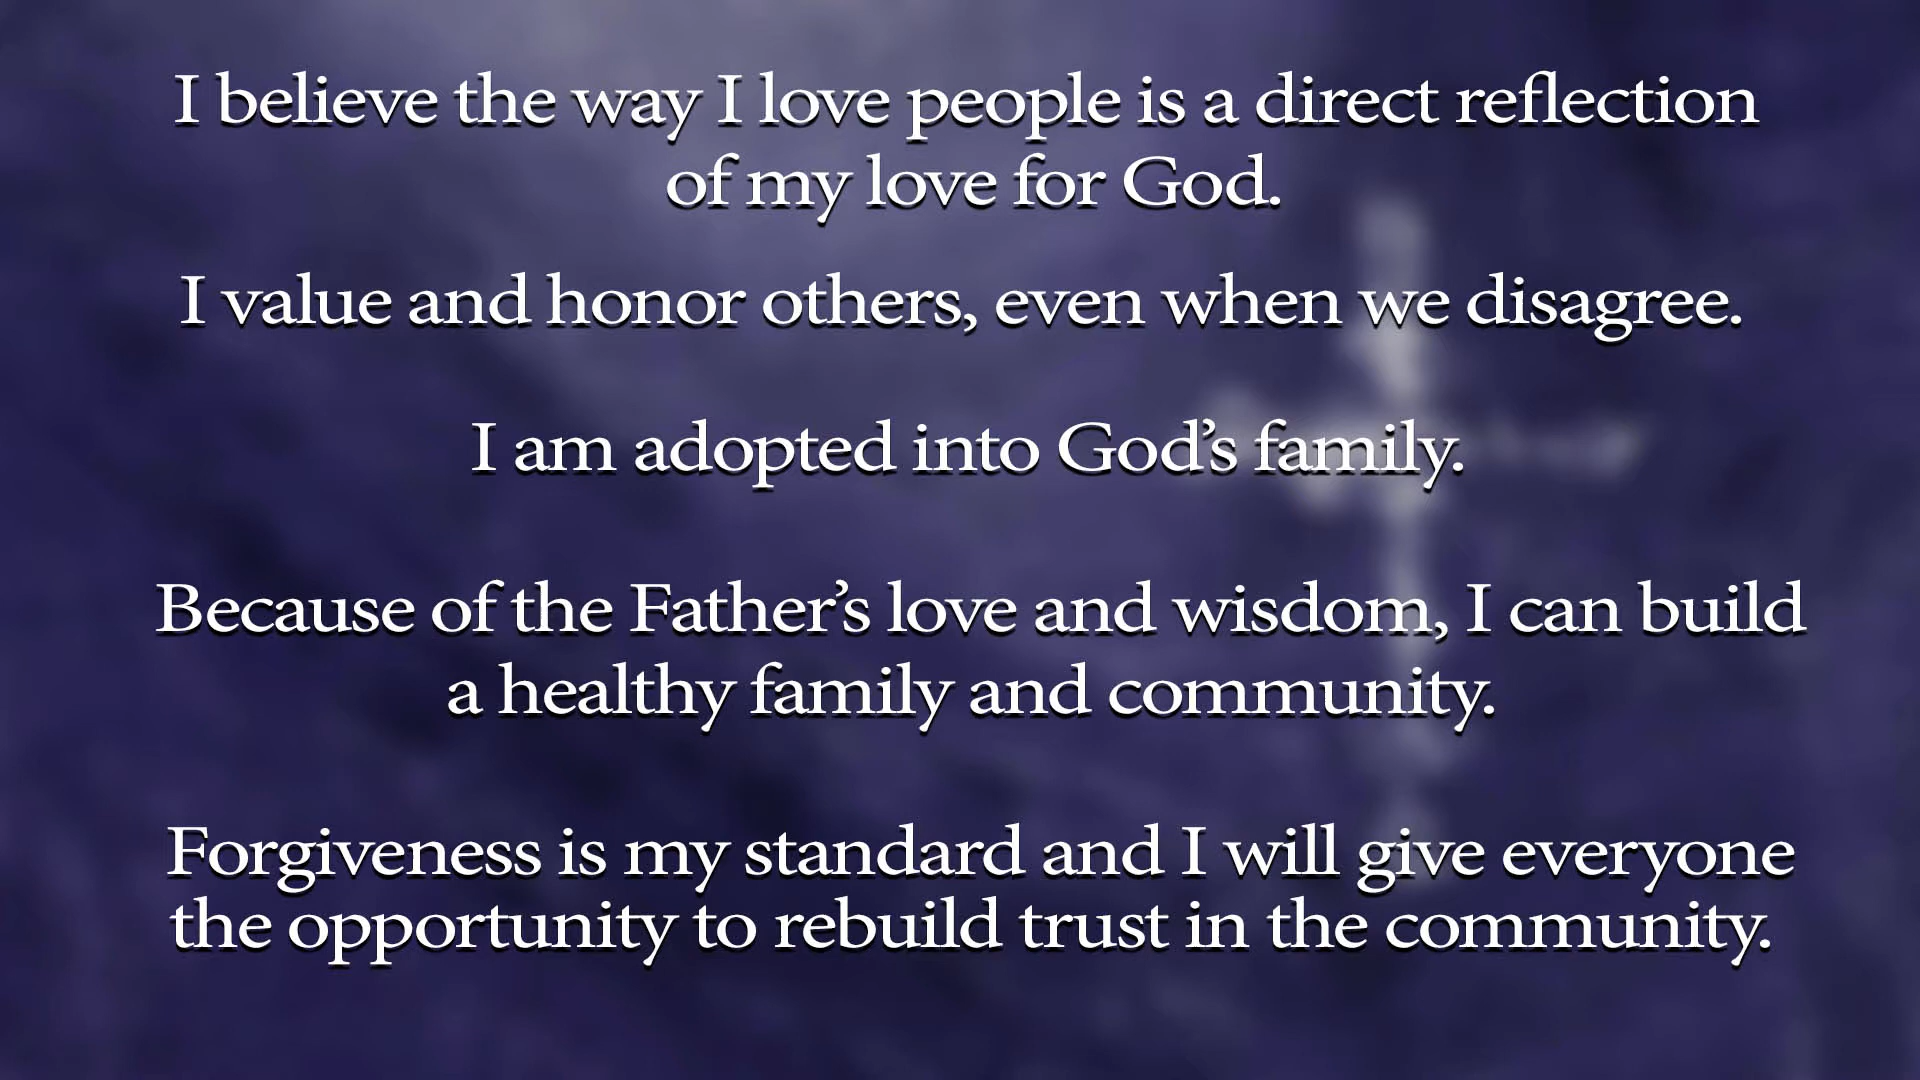 I believe the way I love people is a direct reflection
of my love for God.
I value and honor others, even when we disagree.
I am adopted into God’s family.
Because of the Father’s love and wisdom, I can build
a healthy family and community.
Forgiveness is my standard and I will give everyone
the opportunity to rebuild trust in the community.